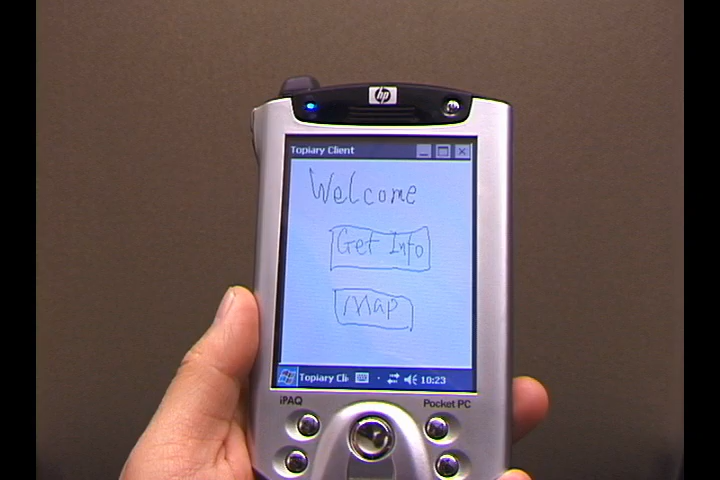 hp
Topiary Client
Welcome
Get Info
Map
Topiary Cli
10:23
iPAQ
Pocket PC